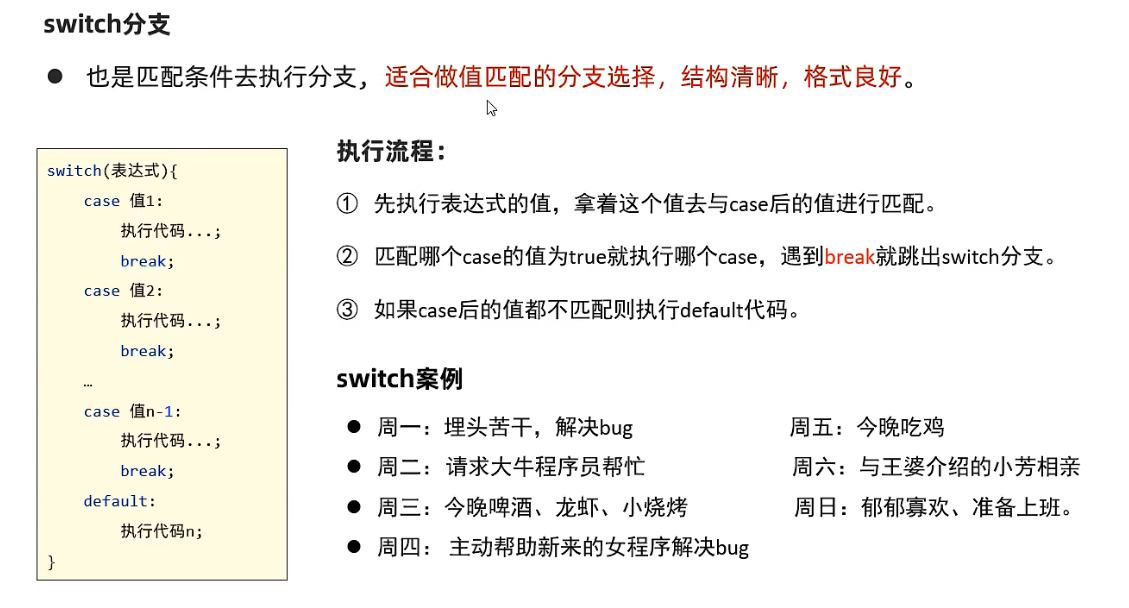 switch分支
● 也是匹配条件去执行分支，适合做值匹配的分支选择，结构清晰，格式良好。
switch(表达式){
case 值1:
执行代码...;
break;
case 值2:
执行代码...;
break;
…
case 值n-1:
执行代码...;
break;
default:
执行代码n;
}
执行流程：
① 先执行表达式的值，拿着这个值去与case后的值进行匹配。
② 匹配哪个case的值为true就执行哪个case，遇到break就跳出switch分支。
③ 如果case后的值都不匹配则执行default代码。
switch案例
● 周一：埋头苦干，解决bug
● 周二：请求大牛程序员帮忙
● 周三：今晚啤酒、龙虾、小烧烤
● 周四： 主动帮助新来的女程序解决bug
周五：今晚吃鸡
周六：与王婆介绍的小芳相亲
周日：郁郁寡欢、准备上班。